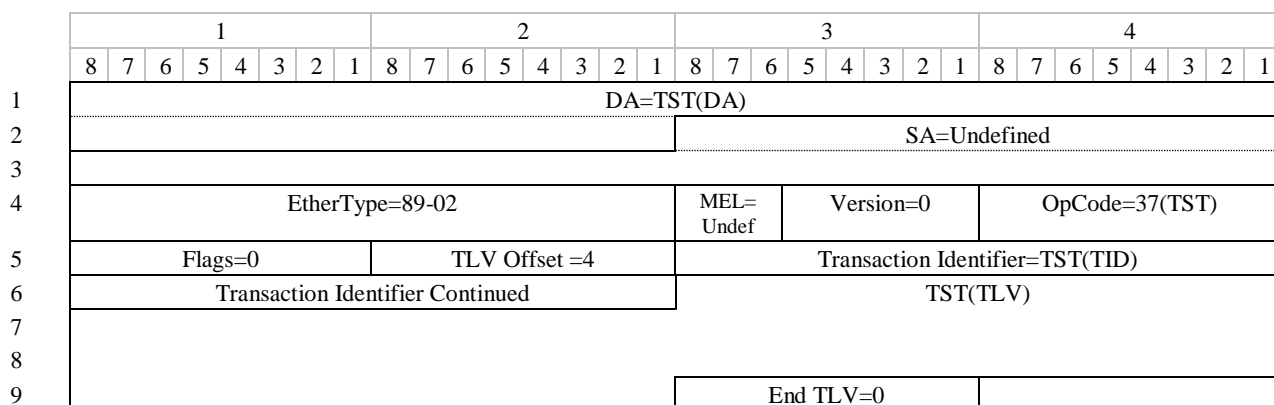 1 2 3 4
8 7 6 5 4 3 2 1 8 7 6 5 4 3 2 1 8 7 6 5 4 3 2 1 8 7 6 5 4 3 2 1
1 DA=TST(DA)
2 SA=Undefined
3
4 EtherType=89-02 MEL= Version=0 OpCode=37(TST)
Undef
5 Flags=0 TLV Offset =4 Transaction Identifier=TST(TID)
6 Transaction Identifier Continued TST(TLV)
7
8
9 End TLV=0